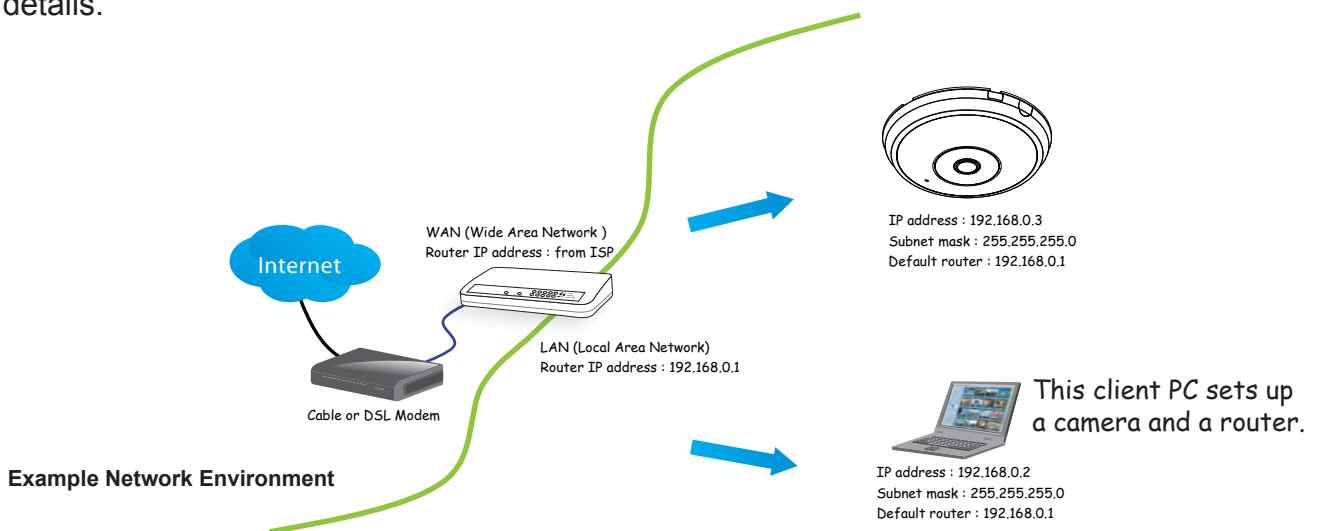 details.
IP address : 192.168.0.3
Subnet mask : 255.255.255.0
Default router : 192.168.0.1
WAN (Wide Area Network )
Router IP address : from ISP
Internet
LAN (Local Area Network)
Router IP address : 192.168.0.1
Cable or DSL Modem
This client PC sets up
a camera and a router.
Example Network Environment
IP address : 192.168.0.2
Subnet mask : 255.255.255.0
Default router : 192.168.0.1